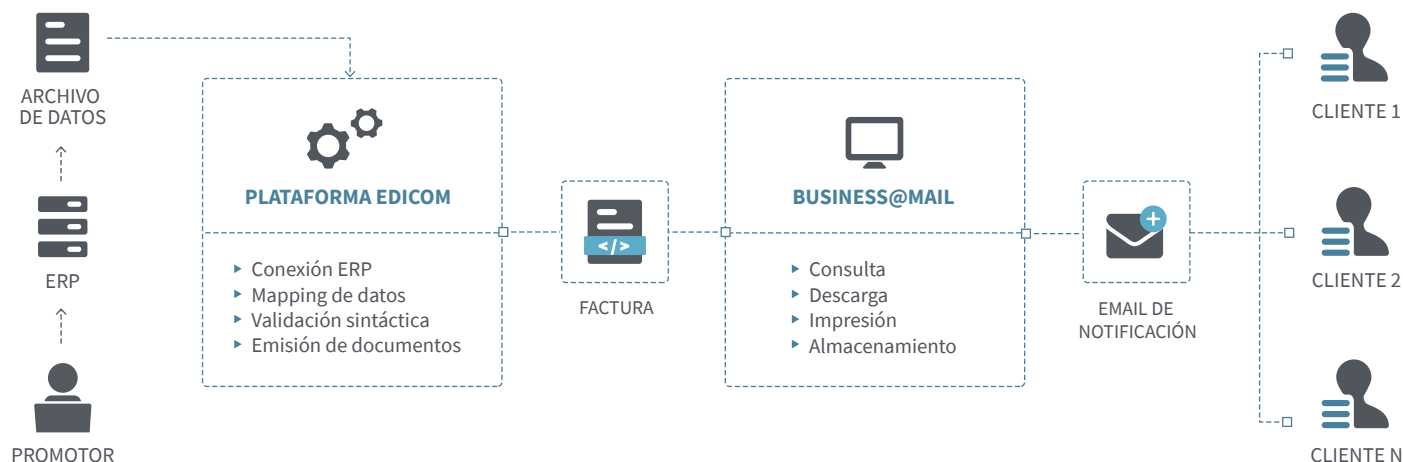 ARCHIVO
DE DATOS
ERP
PROMOTOR
PLATAFORMA EDICOM
Conexión ERP
Mapping de datos
Validación sintáctica
Emisión de documentos
</>
FACTURA
BUSINESS@MAIL
Consulta
Descarga
Impresión
Almacenamiento
EMAIL DE
NOTIFICACIÓN
CLIENTE 1
CLIENTE 2
CLIENTE N